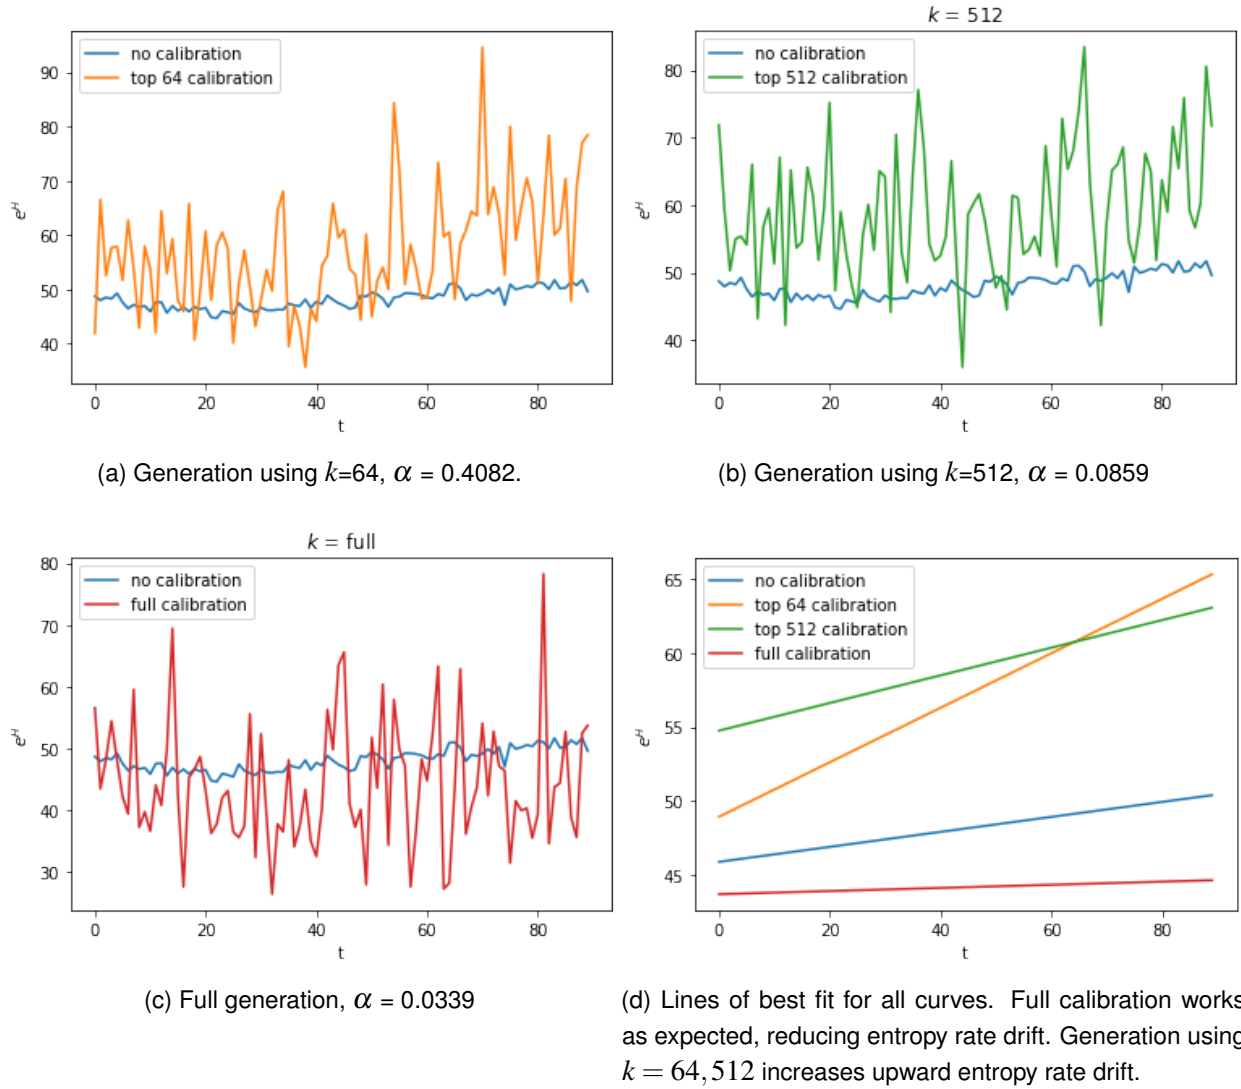 no calibration
top 64 calibration
90
80
70
60
50
40
e^H
0 20 40 60 80
t
(a) Generation using k=64, α = 0.4082.
k = 512
no calibration
top 512 calibration
80
70
60
50
40
e^H
0 20 40 60 80
t
(b) Generation using k=512, α = 0.0859
k = full
no calibration
full calibration
80
70
60
50
40
30
e^H
0 20 40 60 80
t
(c) Full generation, α = 0.0339
no calibration
top 64 calibration
top 512 calibration
full calibration
65
60
55
50
45
e^H
0 20 40 60 80
t
(d) Lines of best fit for all curves. Full calibration works
as expected, reducing entropy rate drift. Generation using
k = 64,512 increases upward entropy rate drift.